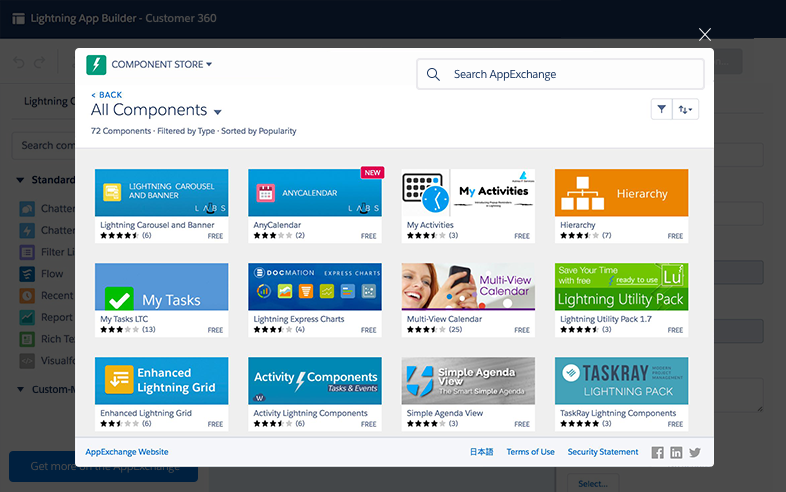 Lightning App Builder - Customer 360
COMPONENT STORE
Search AppExchange
< BACK
All Components
72 Components · Filtered by Type · Sorted by Popularity
Lightning C
Search com
Standard
Chatter
Chatter
Filter Li
Flow
Recent
Report
Rich Te
Visualfo
Custom-M
LIGHTNING CAROUSEL
AND BANNER
LABS
Lightning Carousel and Banner
(6)
FREE
NEW
ANYCALENDAR
LABS
AnyCalendar
(2)
FREE
My Activities
My Activities
(3)
FREE
Hierarchy
Hierarchy
(7)
FREE
My Tasks
My Tasks LTC
(13)
FREE
DOCMATION EXPRESS CHARTS
Lightning Express Charts
(4)
FREE
Multi-View
Calendar
Multi-View Calendar
(25)
FREE
Save Your Time
with free
ready to use
Lu
Lightning Utility Pack
Lightning Utility Pack 1.7
(3)
FREE
Enhanced
Lightning Grid
Enhanced Lightning Grid
(6)
FREE
Activity Components
Tasks & Events
W
Activity Lightning Components
(6)
FREE
Simple Agenda
View
The Smart Simple Agenda
Simple Agenda View
(3)
FREE
TASKRAY
MODERN
PROJECT
MANAGEMENT
LIGHTNING PACK
TaskRay Lightning Components
(3)
FREE
AppExchange Website
日本語
Terms of Use
Security Statement
Get more on the AppExchange
Select...